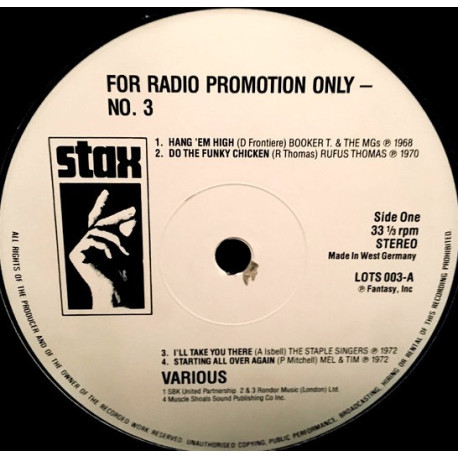 FOR RADIO PROMOTION ONLY –
NO. 3
1. HANG 'EM HIGH (D Frontiere) BOOKER T. & THE MGs ℗ 1968
2. DO THE FUNKY CHICKEN (R Thomas) RUFUS THOMAS ℗ 1970
stax
Side One
33 ⅓ rpm
STEREO
Made in West Germany
LOTS 003-A
℗ Fantasy, Inc
3. I'LL TAKE YOU THERE (A Isbell) THE STAPLE SINGERS ℗ 1972
4. STARTING ALL OVER AGAIN (P Mitchell) MEL & TIM ℗ 1972
VARIOUS
1 SBK United Partnership 2 & 3 Rondor Music (London) Ltd.
4 Muscle Shoals Sound Publishing Co Inc.
ALL RIGHTS OF THE PRODUCER AND OF THE OWNER OF THE RECORDED WORK RESERVED. UNAUTHORISED COPYING, PUBLIC PERFORMANCE, BROADCASTING, HIRING OR RENTAL OF THIS RECORDING PROHIBITED.